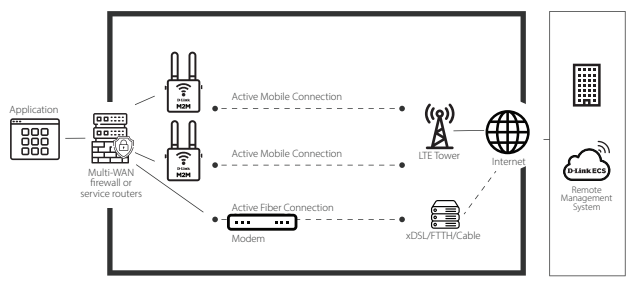 Application
Multi-WAN
firewall or
service routers
D-Link
M2M
D-Link
M2M
Active Mobile Connection
Active Mobile Connection
Active Fiber Connection
Modem
LTE Tower
Internet
xDSL/FTTH/Cable
D-Link ECS
Remote
Management
System